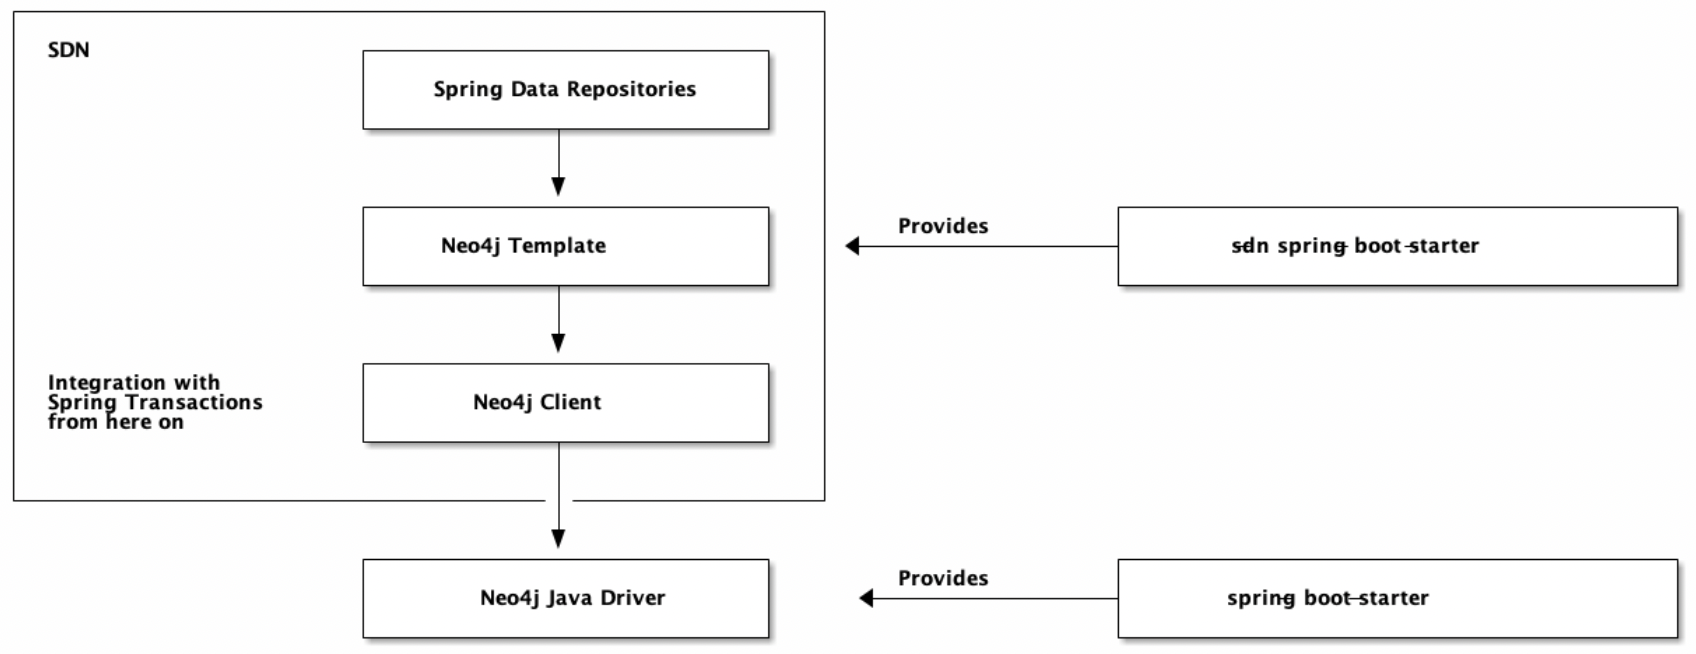 SDN
Spring Data Repositories
Provides
Neo4j Template
sdn spring boot starter
Integration with
Spring Transactions
from here on
Neo4j Client
Provides
Neo4j Java Driver
spring boot starter